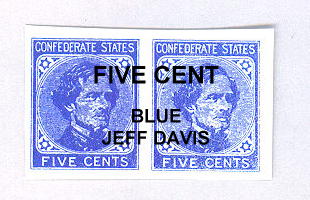 CONFEDERATE STATES CONFEDERATE STATES
FIVE CENT
BLUE
JEFF DAVIS
FIVE CENTS FIVE CENTS